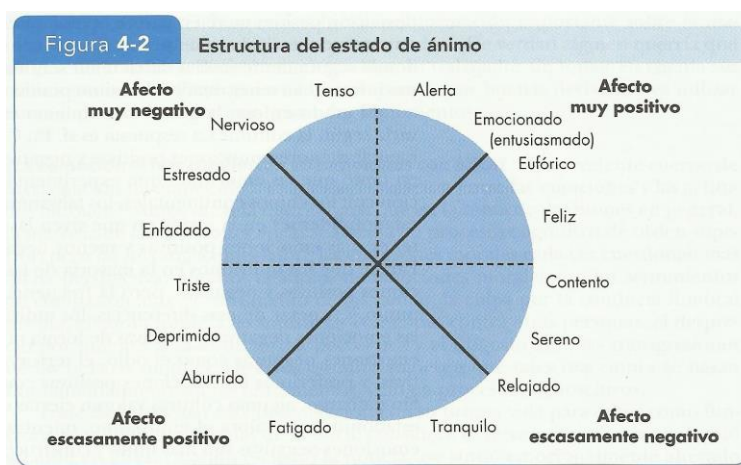 Figura 4-2 Estructura del estado de ánimo
Afecto
muy negativo
Tenso
Alerta
Afecto
muy positivo
Nervioso
Emocionado
(entusiasmado)
Estresado
Eufórico
Enfadado
Feliz
Triste
Contento
Deprimido
Sereno
Aburrido
Relajado
Afecto
escasamente positivo
Fatigado
Tranquilo
Afecto
escasamente negativo